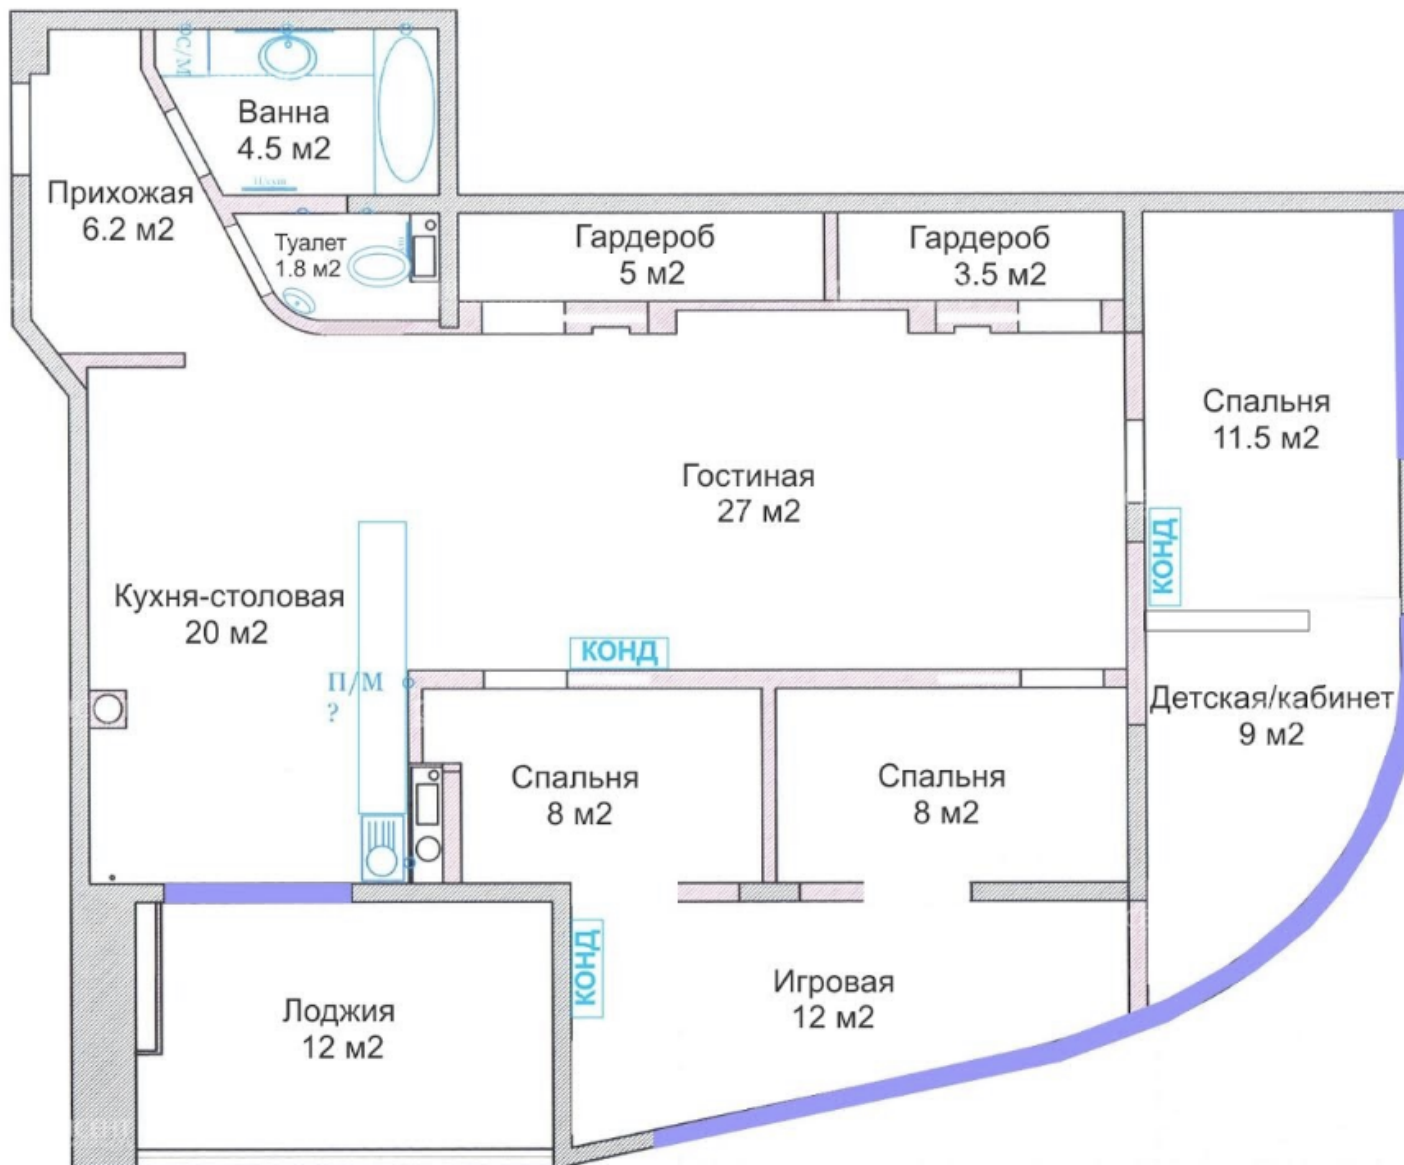 С/М
Ванна
4.5 м2
Прихожая
6.2 м2
Туалет
1.8 м2
Гардероб
5 м2
Гардероб
3.5 м2
Спальня
11.5 м2
Гостиная
27 м2
КОНД
Кухня-столовая
20 м2
КОНД
П/М
?
Детская/кабинет
9 м2
Спальня
8 м2
Спальня
8 м2
КОНД
Игровая
12 м2
Лоджия
12 м2